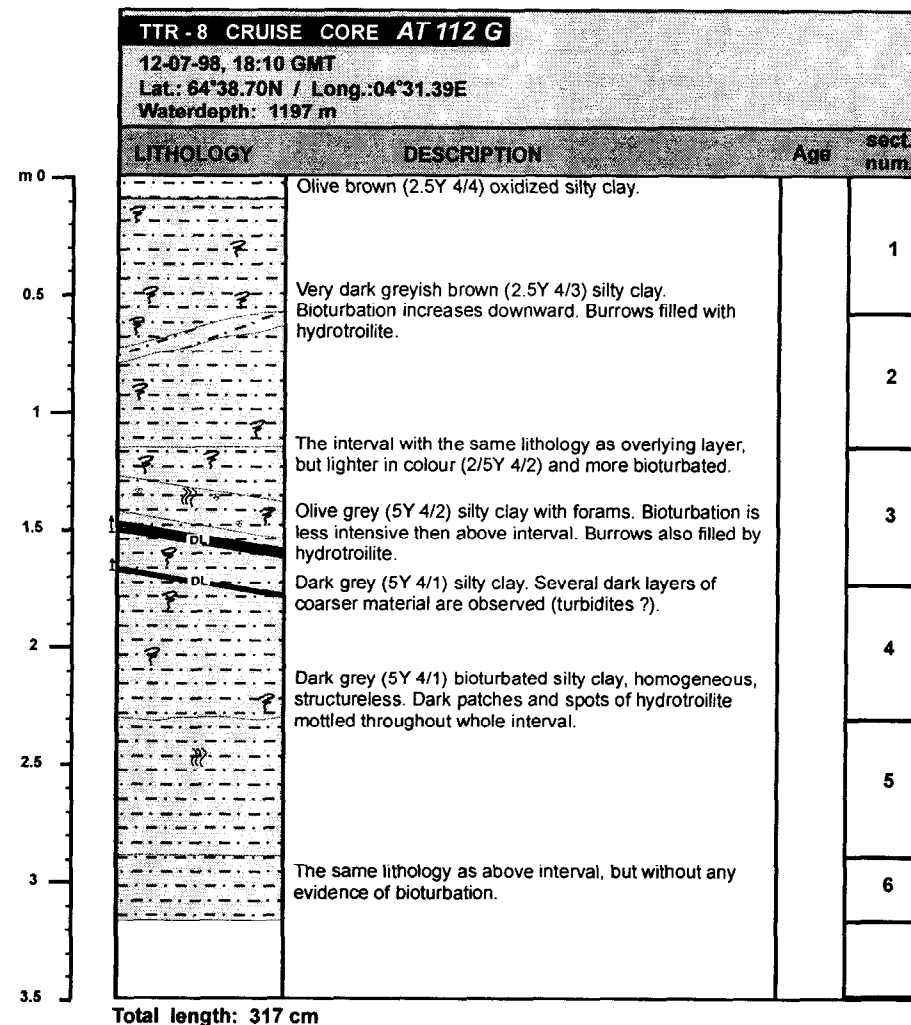 TTR - 8 CRUISE CORE AT 112 G
12-07-98, 18:10 GMT
Lat.: 64°38.70N / Long.:04°31.39E
Waterdepth: 1197 m
LITHOLOGY DESCRIPTION Age sect. num.
m 0
Olive brown (2.5Y 4/4) oxidized silty clay.
1
0.5
Very dark greyish brown (2.5Y 4/3) silty clay.
Bioturbation increases downward. Burrows filled with
hydrotroilite.
2
1
The interval with the same lithology as overlying layer,
but lighter in colour (2/5Y 4/2) and more bioturbated.
Olive grey (5Y 4/2) silty clay with forams. Bioturbation is
less intensive then above interval. Burrows also filled by
hydrotroilite.
3
1.5
DL
DL
Dark grey (5Y 4/1) silty clay. Several dark layers of
coarser material are observed (turbidites ?).
2
4
Dark grey (5Y 4/1) bioturbated silty clay, homogeneous,
structureless. Dark patches and spots of hydrotroilite
mottled throughout whole interval.
2.5
5
The same lithology as above interval, but without any
evidence of bioturbation.
3
6
3.5
Total length: 317 cm